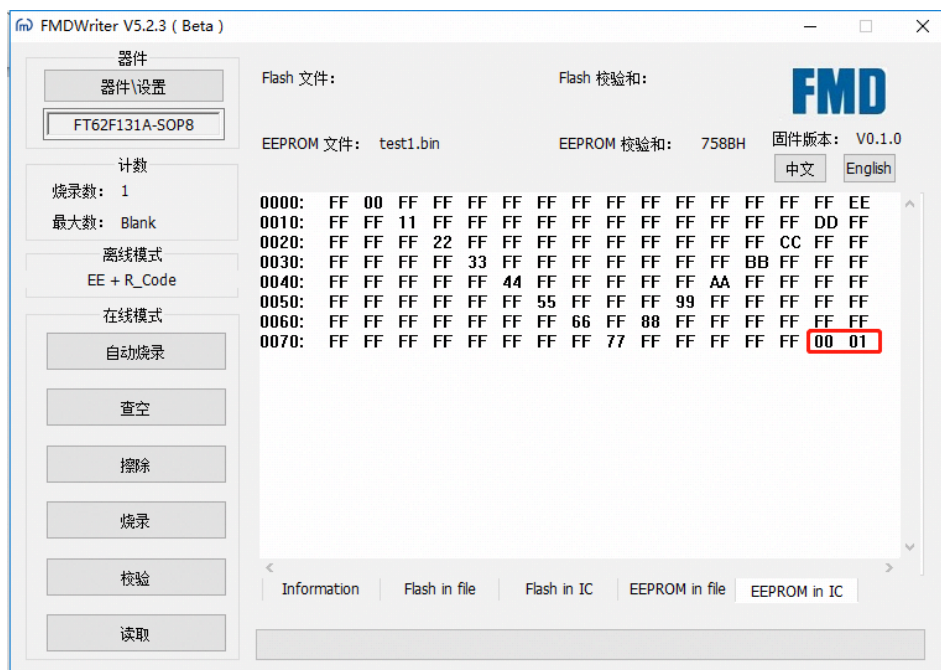 FMDWriter V5.2.3 ( Beta )
器件
器件\设置
FT62F131A-SOP8
计数
烧录数： 1
最大数： Blank
离线模式
EE + R_Code
在线模式
自动烧录
查空
擦除
烧录
校验
读取
Flash 文件：
Flash 校验和：
FMD
EEPROM 文件： test1.bin
EEPROM 校验和： 758BH
固件版本： V0.1.0
中文
English
0000: FF 00 FF FF FF FF FF FF FF FF FF FF FF FF FF EE
0010: FF FF 11 FF FF FF FF FF FF FF FF FF FF FF DD FF
0020: FF FF FF 22 FF FF FF FF FF FF FF FF FF CC FF FF
0030: FF FF FF FF 33 FF FF FF FF FF FF FF BB FF FF FF
0040: FF FF FF FF FF 44 FF FF FF FF FF AA FF FF FF FF
0050: FF FF FF FF FF FF 55 FF FF FF 99 FF FF FF FF FF
0060: FF FF FF FF FF FF FF 66 FF 88 FF FF FF FF FF FF
0070: FF FF FF FF FF FF FF FF 77 FF FF FF FF FF 00 01
Information
Flash in file
Flash in IC
EEPROM in file
EEPROM in IC